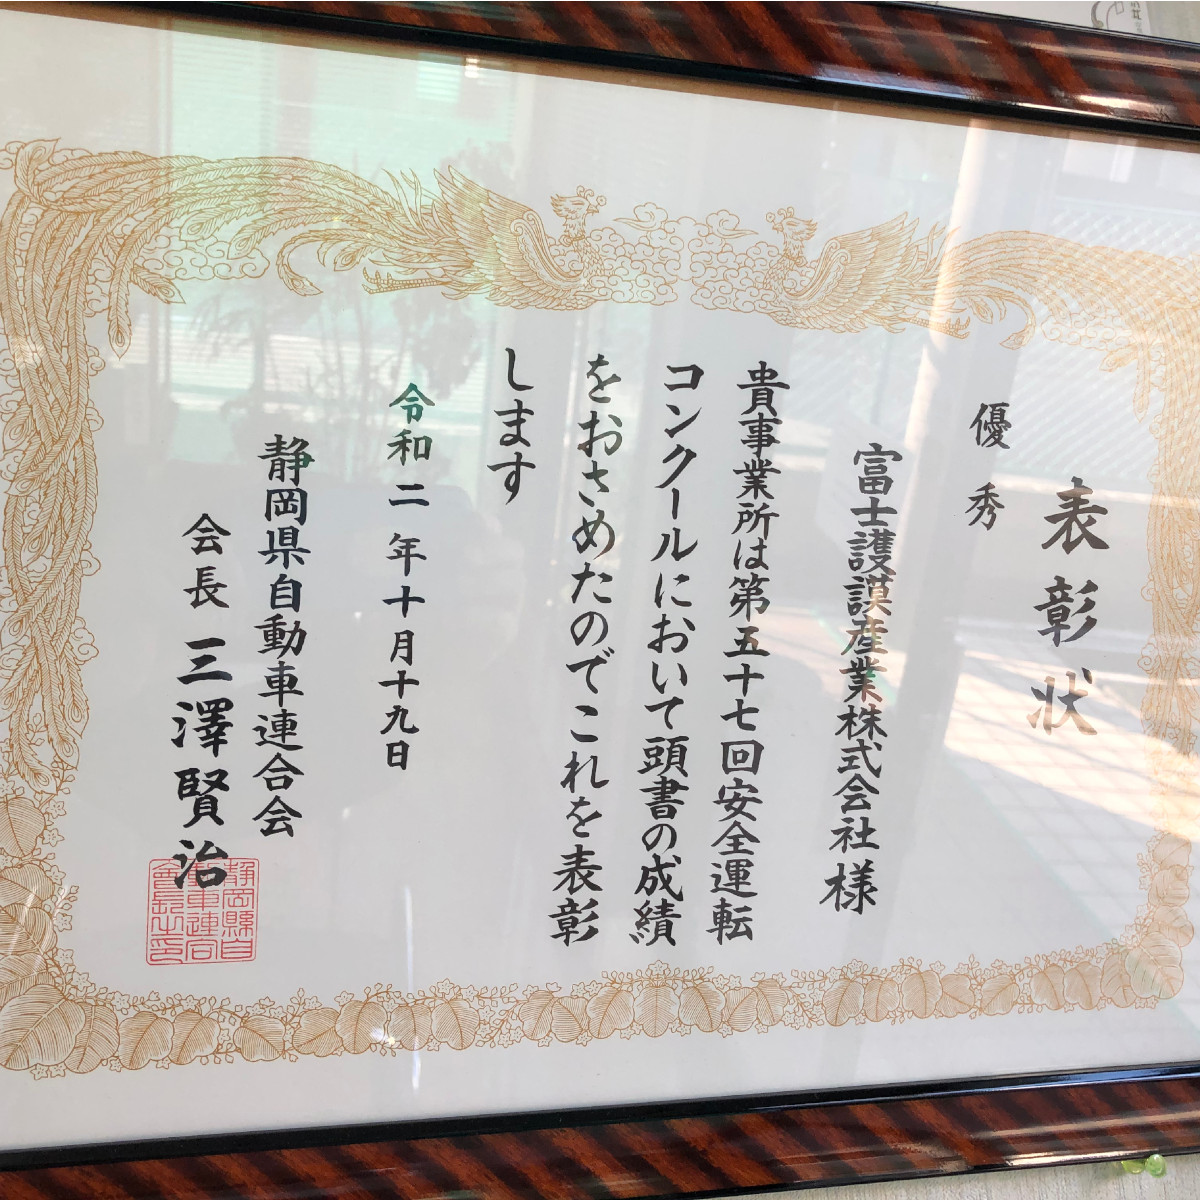 表彰状
優秀
富士護謨産業株式会社様
貴事業所は第五十七回安全運転
コンクールにおいて頭書の成績
をおさめたのでこれを表彰
します
令和二年十月十九日
静岡県自動車連合会
会長 三澤賢治